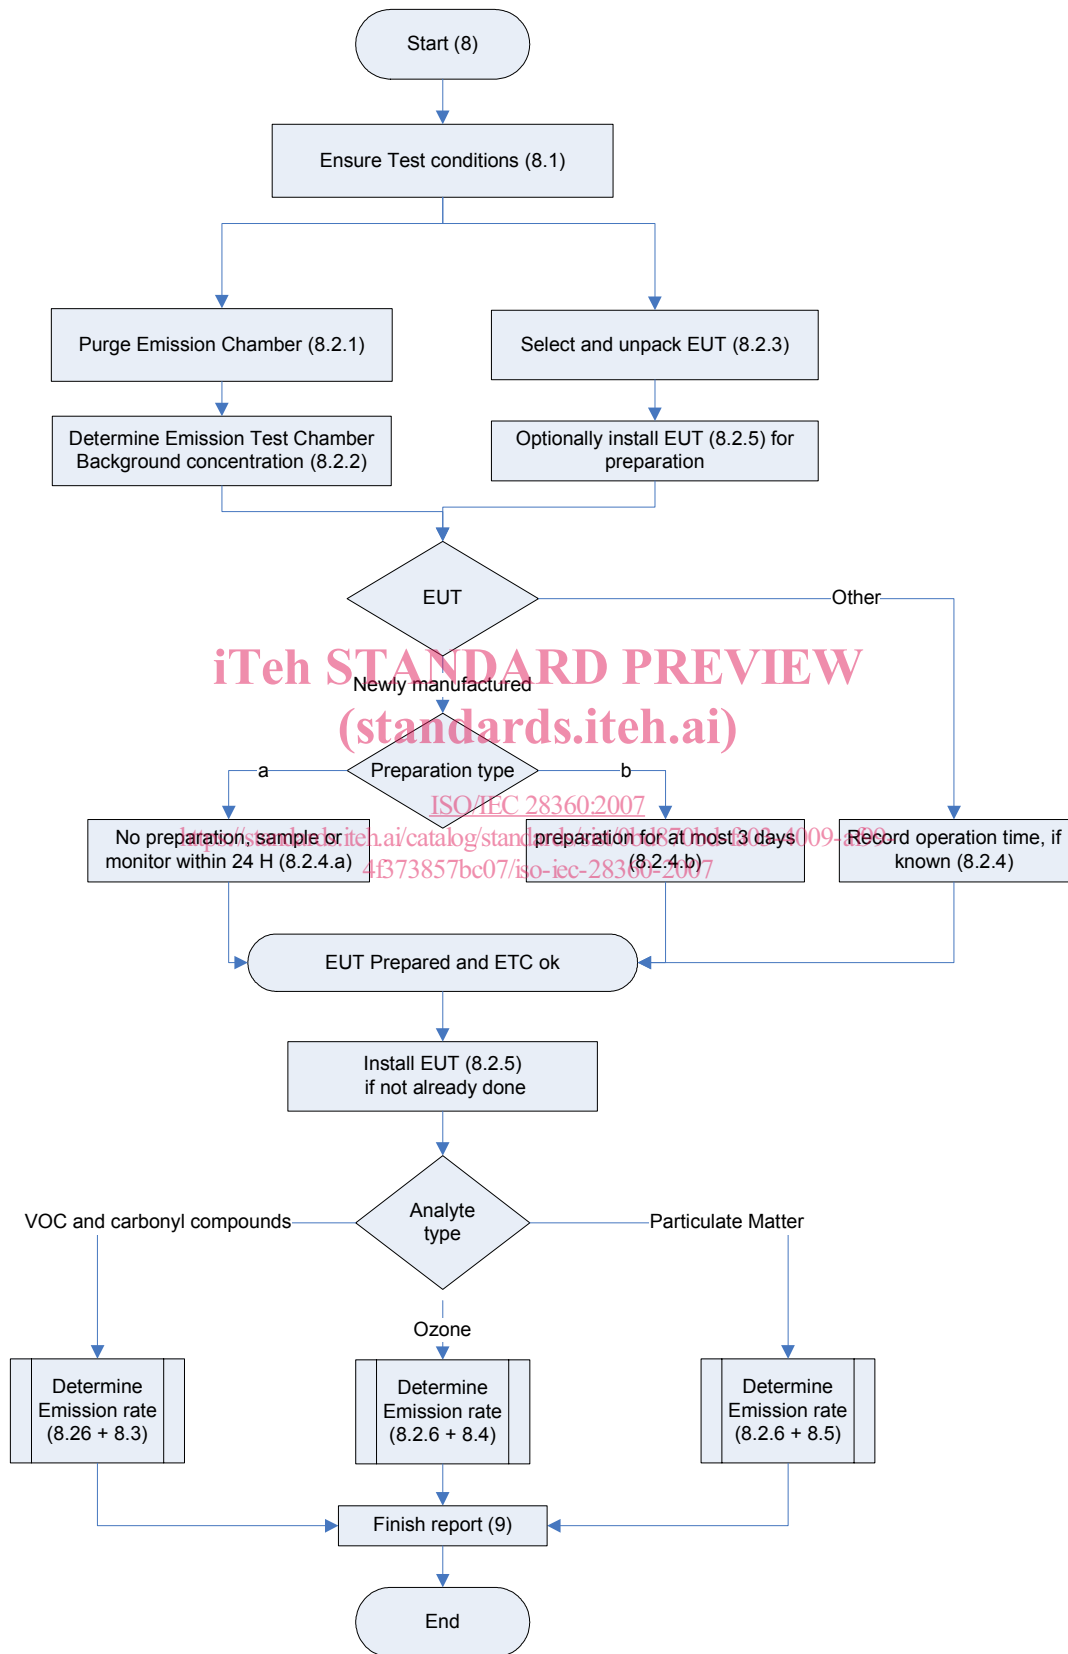 Start (8)
Ensure Test conditions (8.1)
Purge Emission Chamber (8.2.1)
Select and unpack EUT (8.2.3)
Determine Emission Test Chamber
Background concentration (8.2.2)
Optionally install EUT (8.2.5) for
preparation
EUT
Other
iTeh STANDARD PREVIEW
Newly manufactured
(standards.iteh.ai)
Preparation type
a
b
ISO/IEC 28360:2007
No preparation, sample or
monitor within 24 H (8.2.4.a)
preparation for at most 3 days
(8.2.4.b)
Record operation time, if
known (8.2.4)
4f373857bc07/iso-iec-28360-2007
EUT Prepared and ETC ok
Install EUT (8.2.5)
if not already done
Analyte
type
VOC and carbonyl compounds
Particulate Matter
Ozone
Determine
Emission rate
(8.26 + 8.3)
Determine
Emission rate
(8.2.6 + 8.4)
Determine
Emission rate
(8.2.6 + 8.5)
Finish report (9)
End